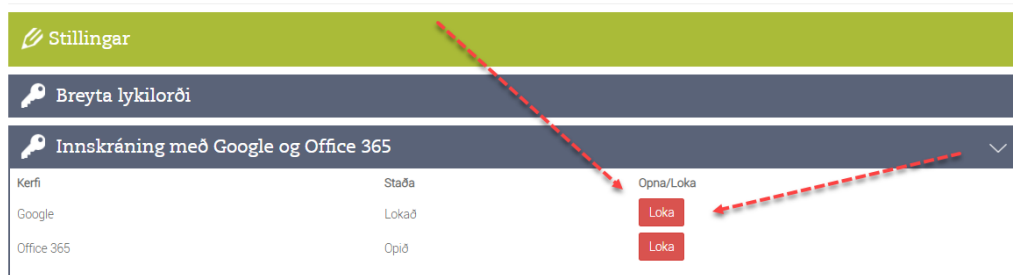 Stillingar
Breyta lykilorði
Innskráning með Google og Office 365
Kerfi Staða Opna/Loka
Google Lokað Loka
Office 365 Opið Loka